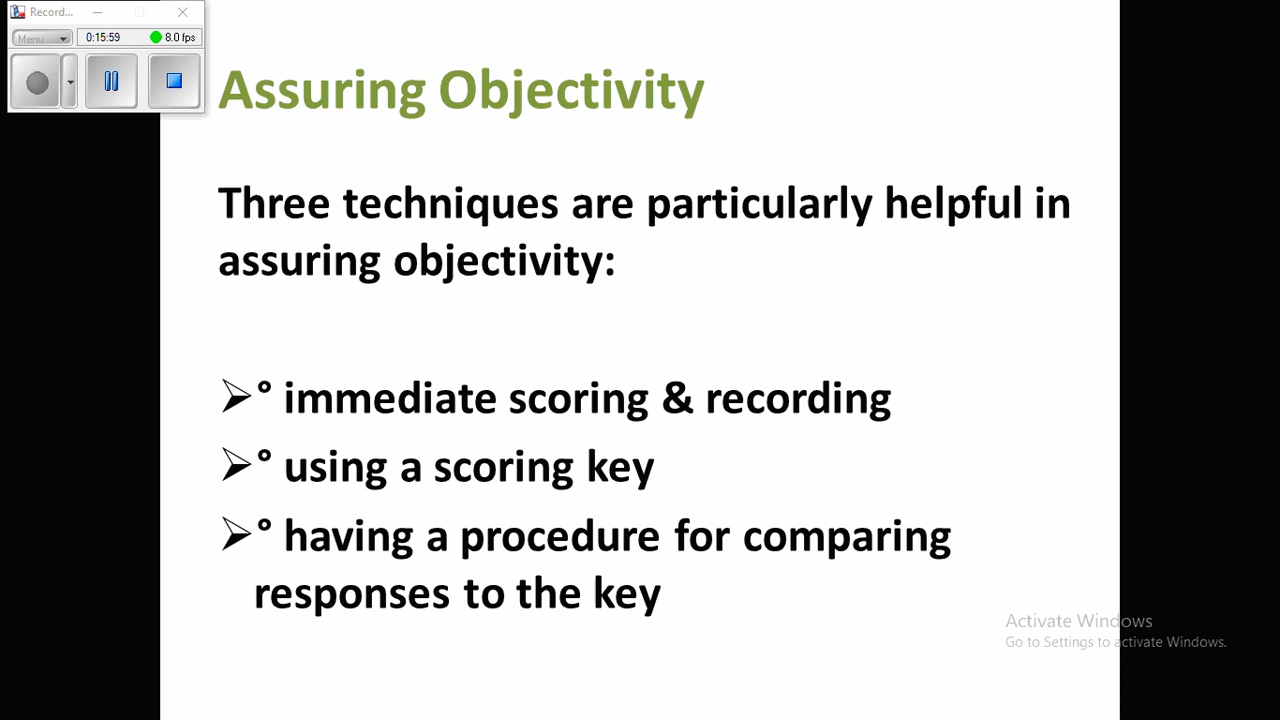 Record...
Menu
0:15:59
8.0 fps
Assuring Objectivity
Three techniques are particularly helpful in
assuring objectivity:
➢° immediate scoring & recording
➢° using a scoring key
➢° having a procedure for comparing
responses to the key
Activate Windows
Go to Settings to activate Windows.